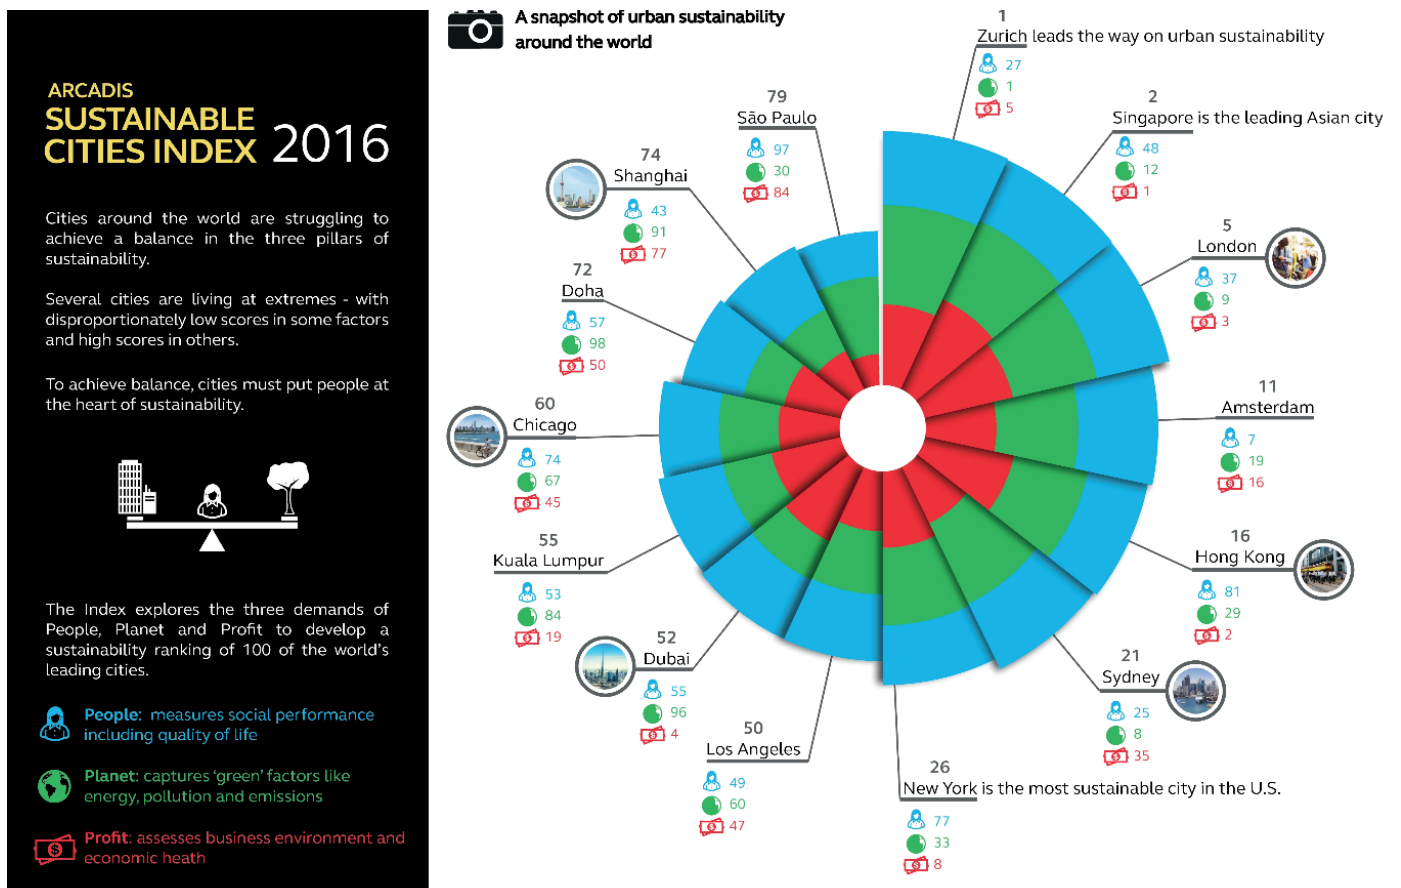 ARCADIS
SUSTAINABLE
CITIES INDEX 2016
Cities around the world are struggling to
achieve a balance in the three pillars of
sustainability.
Several cities are living at extremes - with
disproportionately low scores in some factors
and high scores in others.
To achieve balance, cities must put people at
the heart of sustainability.
The Index explores the three demands of
People, Planet and Profit to develop a
sustainability ranking of 100 of the world's
leading cities.
People: measures social performance
including quality of life
Planet: captures 'green' factors like
energy, pollution and emissions
Profit: assesses business environment and
economic heath
A snapshot of urban sustainability
around the world
1
Zurich leads the way on urban sustainability
27
1
5
2
Singapore is the leading Asian city
48
12
1
5
London
37
9
3
11
Amsterdam
7
19
16
16
Hong Kong
81
29
2
21
Sydney
25
8
35
26
New York is the most sustainable city in the U.S.
77
33
8
50
Los Angeles
49
60
47
52
Dubai
55
96
4
55
Kuala Lumpur
53
84
19
60
Chicago
74
67
45
72
Doha
57
98
50
74
Shanghai
43
91
77
79
São Paulo
97
30
84